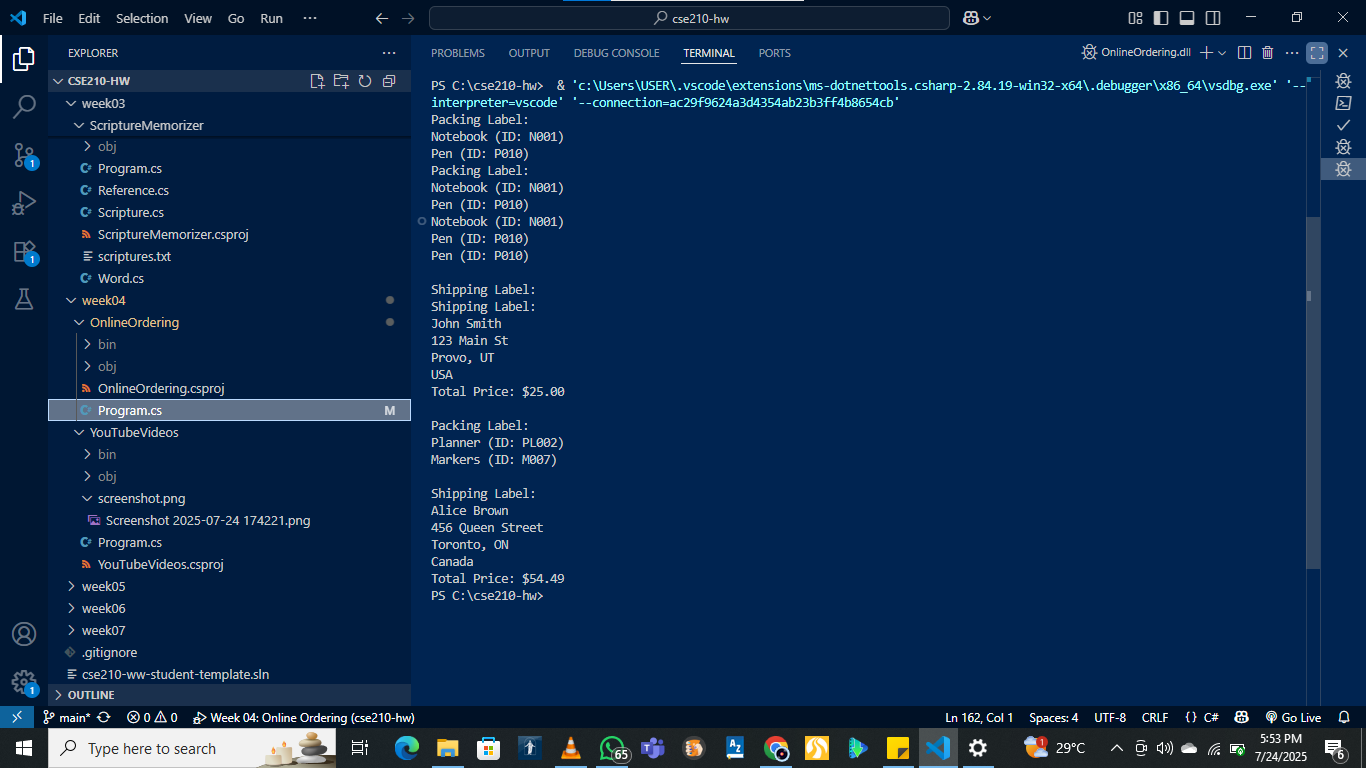 File Edit Selection View Go Run ··· cse210-hw
EXPLORER ···
CSE210-HW
week03
ScriptureMemorizer
obj
Program.cs
Reference.cs
Scripture.cs
ScriptureMemorizer.csproj
scriptures.txt
Word.cs
week04
OnlineOrdering
bin
obj
OnlineOrdering.csproj
Program.cs M
YouTubeVideos
bin
obj
screenshot.png
Screenshot 2025-07-24 174221.png
Program.cs
YouTubeVideos.csproj
week05
week06
week07
.gitignore
cse210-ww-student-template.sln
OUTLINE
1
1
1
PROBLEMS OUTPUT DEBUG CONSOLE TERMINAL PORTS OnlineOrdering.dll
PS C:\cse210-hw>  & 'c:\Users\USER\.vscode\extensions\ms-dotnettools.csharp-2.84.19-win32-x64\.debugger\x86_64\vsdbg.exe' '--
interpreter=vscode' '--connection=ac29f9624a3d4354ab23b3ff4b8654cb'
Packing Label:
Notebook (ID: N001)
Pen (ID: P010)
Packing Label:
Notebook (ID: N001)
Pen (ID: P010)
Notebook (ID: N001)
Pen (ID: P010)
Pen (ID: P010)
Shipping Label:
Shipping Label:
John Smith
123 Main St
Provo, UT
USA
Total Price: $25.00
Packing Label:
Planner (ID: PL002)
Markers (ID: M007)
Shipping Label:
Alice Brown
456 Queen Street
Toronto, ON
Canada
Total Price: $54.49
PS C:\cse210-hw>
main* 0 0 Week 04: Online Ordering (cse210-hw) Ln 162, Col 1 Spaces: 4 UTF-8 CRLF {} C# Go Live
Type here to search 65 1 29°C 5:53 PM
7/24/2025 6